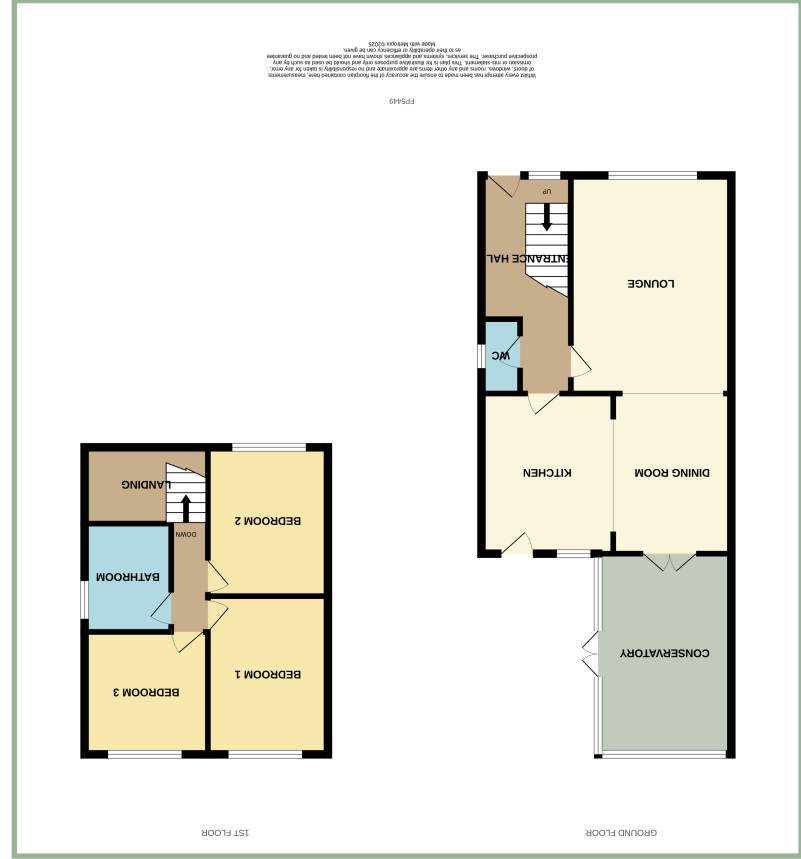 GROUND FLOOR
1ST FLOOR
CONSERVATORY
DINING ROOM
KITCHEN
WC
LOUNGE
ENTRANCE HAL
UP
BEDROOM 1
BEDROOM 3
BATHROOM
DOWN
BEDROOM 2
LANDING
FP5449
Whilst every attempt has been made to ensure the accuracy of the floorplan contained here, measurements
of doors, windows, rooms and any other items are approximate and no responsibility is taken for any error,
omission or mis-statement. This plan is for illustrative purposes only and should be used as such by any
prospective purchaser. The services, systems and appliances shown have not been tested and no guarantee
as to their operability or efficiency can be given.
Made with Metropix ©2025